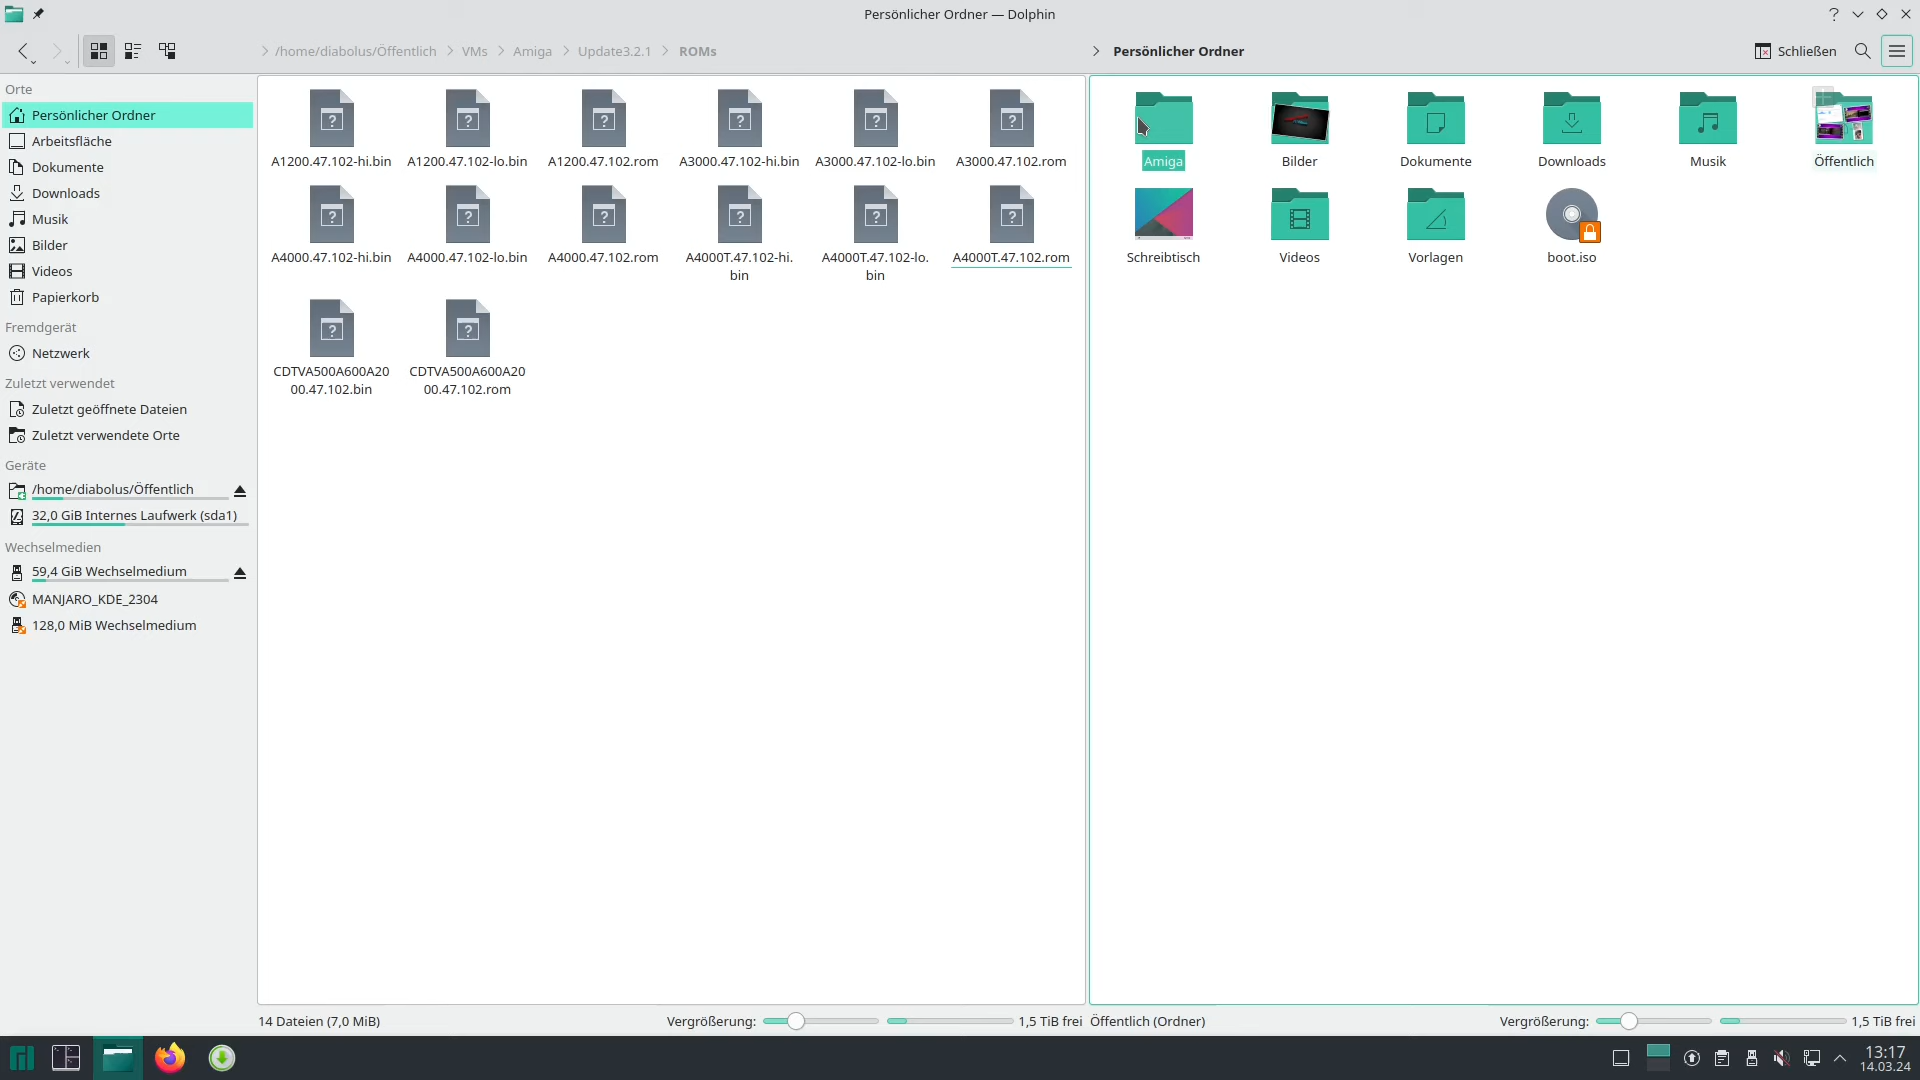 Persönlicher Ordner — Dolphin
/home/diabolus/Öffentlich
VMs
Amiga
Update3.2.1
ROMs
Persönlicher Ordner
Schließen
Orte
Persönlicher Ordner
Arbeitsfläche
Dokumente
Downloads
Musik
Bilder
Videos
Papierkorb
Fremdgerät
Netzwerk
Zuletzt verwendet
Zuletzt geöffnete Dateien
Zuletzt verwendete Orte
Geräte
/home/diabolus/Öffentlich
32,0 GiB Internes Laufwerk (sda1)
Wechselmedien
59,4 GiB Wechselmedium
MANJARO_KDE_2304
128,0 MiB Wechselmedium
A1200.47.102-hi.bin
A1200.47.102-lo.bin
A1200.47.102.rom
A3000.47.102-hi.bin
A3000.47.102-lo.bin
A3000.47.102.rom
A4000.47.102-hi.bin
A4000.47.102-lo.bin
A4000.47.102.rom
A4000T.47.102-hi.
bin
A4000T.47.102-lo.
bin
A4000T.47.102.rom
CDTVA500A600A20
00.47.102.bin
CDTVA500A600A20
00.47.102.rom
Amiga
Bilder
Dokumente
Downloads
Musik
Öffentlich
Schreibtisch
Videos
Vorlagen
boot.iso
14 Dateien (7,0 MiB)
Vergrößerung:
1,5 TiB frei
Öffentlich (Ordner)
Vergrößerung:
1,5 TiB frei
13:17
14.03.24